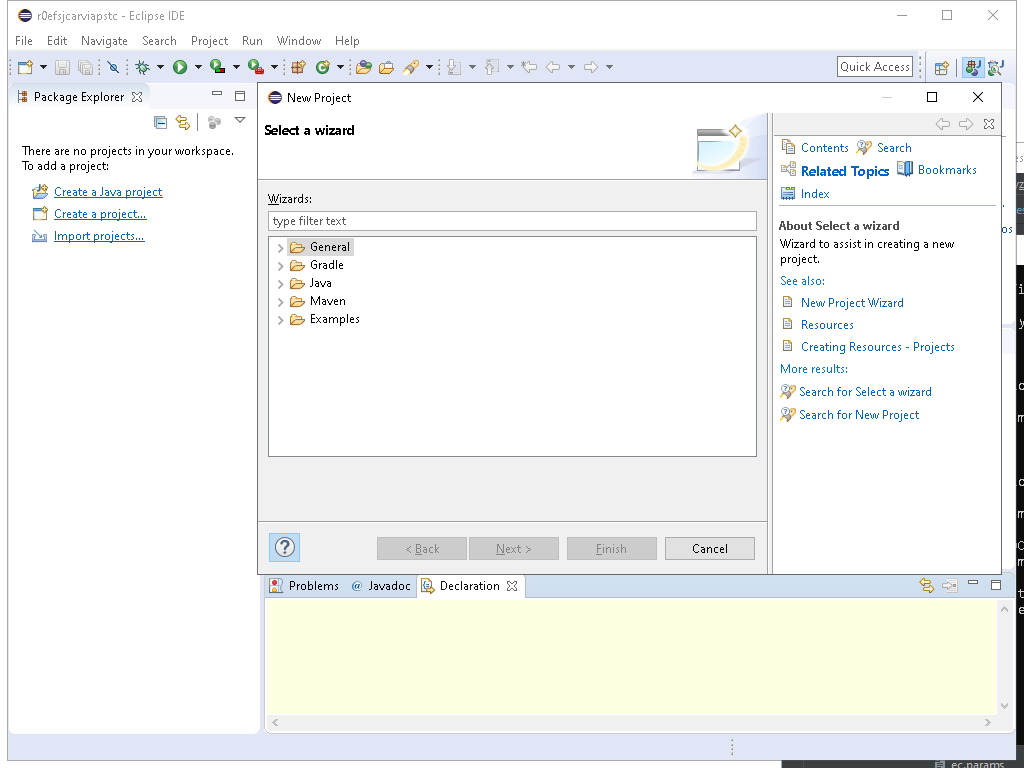 r0efsjcarviapstc - Eclipse IDE
File Edit Navigate Search Project Run Window Help
Quick Access
Package Explorer
There are no projects in your workspace.
To add a project:
Create a Java project
Create a project...
Import projects...
New Project
Select a wizard
Wizards:
type filter text
General
Gradle
Java
Maven
Examples
< Back Next > Finish Cancel
Contents Search
Related Topics Bookmarks
Index
About Select a wizard
Wizard to assist in creating a new
project.
See also:
New Project Wizard
Resources
Creating Resources - Projects
More results:
Search for Select a wizard
Search for New Project
Problems @ Javadoc Declaration
ec.params